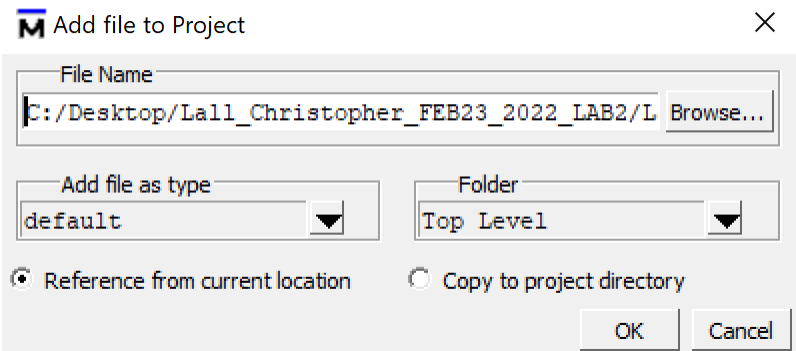 Add file to Project
File Name
C:/Desktop/Lall_Christopher_FEB23_2022_LAB2/L
Browse...
Add file as type
Folder
default
Top Level
Reference from current location
Copy to project directory
OK
Cancel